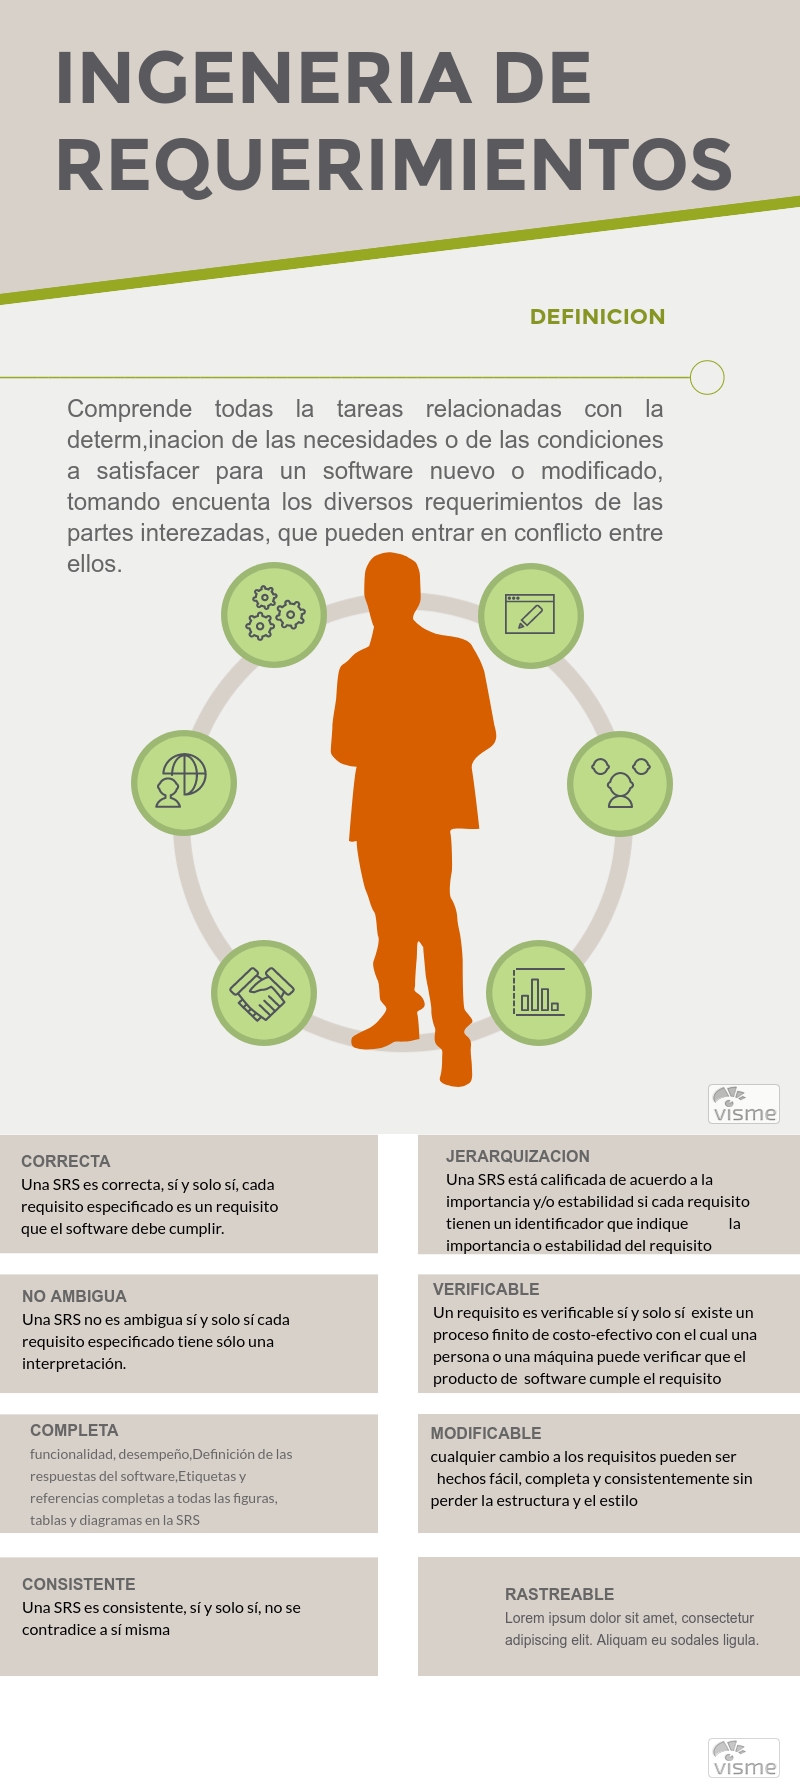 INGENERIA DE
REQUERIMIENTOS
DEFINICION
Comprende todas la tareas relacionadas con la
determ,inacion de las necesidades o de las condiciones
a satisfacer para un software nuevo o modificado,
tomando encuenta los diversos requerimientos de las
partes interezadas, que pueden entrar en conflicto entre
ellos.
visme
CORRECTA
Una SRS es correcta, sí y solo sí, cada
requisito especificado es un requisito
que el software debe cumplir.
JERARQUIZACION
Una SRS está calificada de acuerdo a la
importancia y/o estabilidad si cada requisito
tienen un identificador que indique la
importancia o estabilidad del requisito
NO AMBIGUA
Una SRS no es ambigua sí y solo sí cada
requisito especificado tiene sólo una
interpretación.
VERIFICABLE
Un requisito es verificable sí y solo sí existe un
proceso finito de costo-efectivo con el cual una
persona o una máquina puede verificar que el
producto de software cumple el requisito
COMPLETA
funcionalidad, desempeño,Definición de las
respuestas del software,Etiquetas y
referencias completas a todas las figuras,
tablas y diagramas en la SRS
MODIFICABLE
cualquier cambio a los requisitos pueden ser
hechos fácil, completa y consistentemente sin
perder la estructura y el estilo
CONSISTENTE
Una SRS es consistente, sí y solo sí, no se
contradice a sí misma
RASTREABLE
Lorem ipsum dolor sit amet, consectetur
adipiscing elit. Aliquam eu sodales ligula.
visme